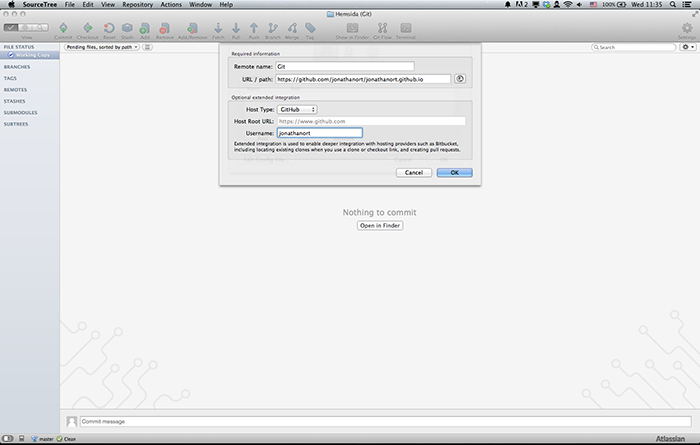 SourceTree File Edit View Repository Actions Window Help
2 100% Wed 11:35
Hemsida (Git)
View Commit Checkout Reset Stash Add Remove Add/Remove Fetch Pull Push Branch Merge Tag Show in Finder Git Flow Terminal Settings
FILE STATUS
Working Copy
BRANCHES
TAGS
REMOTES
STASHES
SUBMODULES
SUBTREES
Pending files, sorted by path
Search
Required information
Remote name: Git
URL / path: https://github.com/jonathanort/jonathanort.github.io
Optional extended integration
Host Type: GitHub
Host Root URL: https://www.github.com
Username: jonathanort
Extended integration is used to enable deeper integration with hosting providers such as Bitbucket,
including locating existing clones when you use a clone or checkout link, and creating pull requests.
Cancel OK
Nothing to commit
Open in Finder
Commit message
master Clean
Atlassian